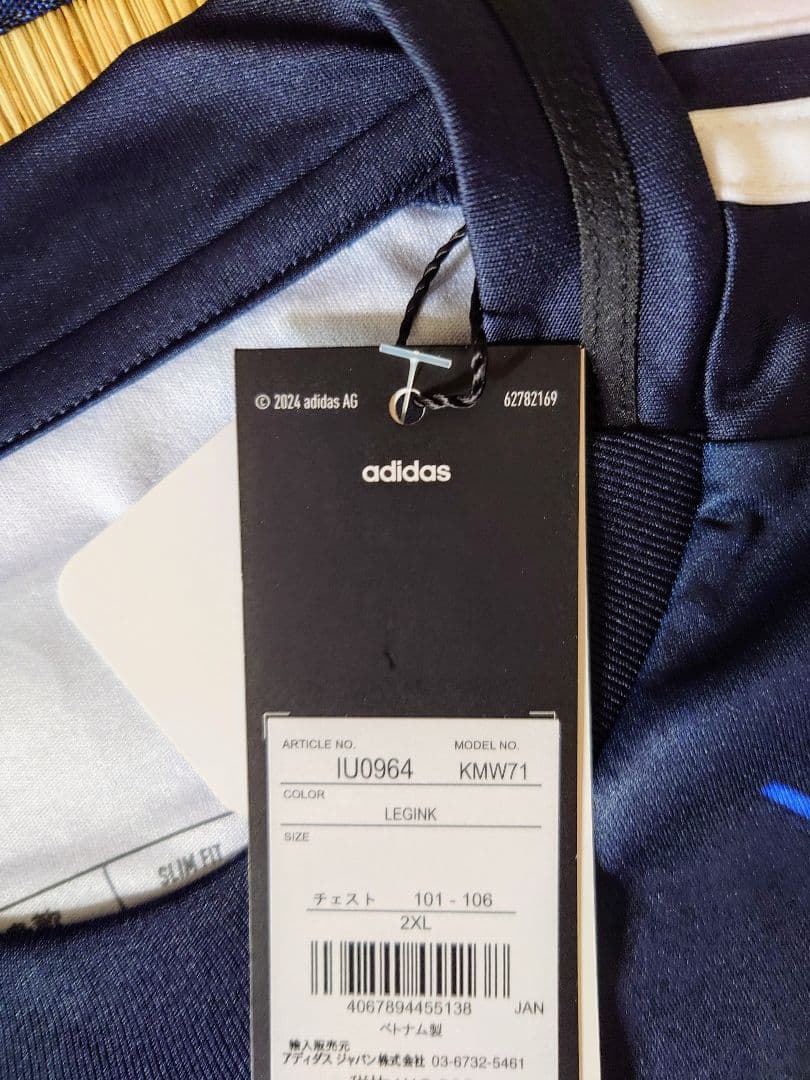 © 2024 adidas AG 62782169
adidas
ARTICLE NO. MODEL NO.
IU0964 KMW71
COLOR
LEGINK
SIZE
チェスト 101 - 106
2XL
4067894455138 JAN
ベトナム製
輸入販売元
アディダス ジャパン株式会社 03-6732-5461
SLIM FIT